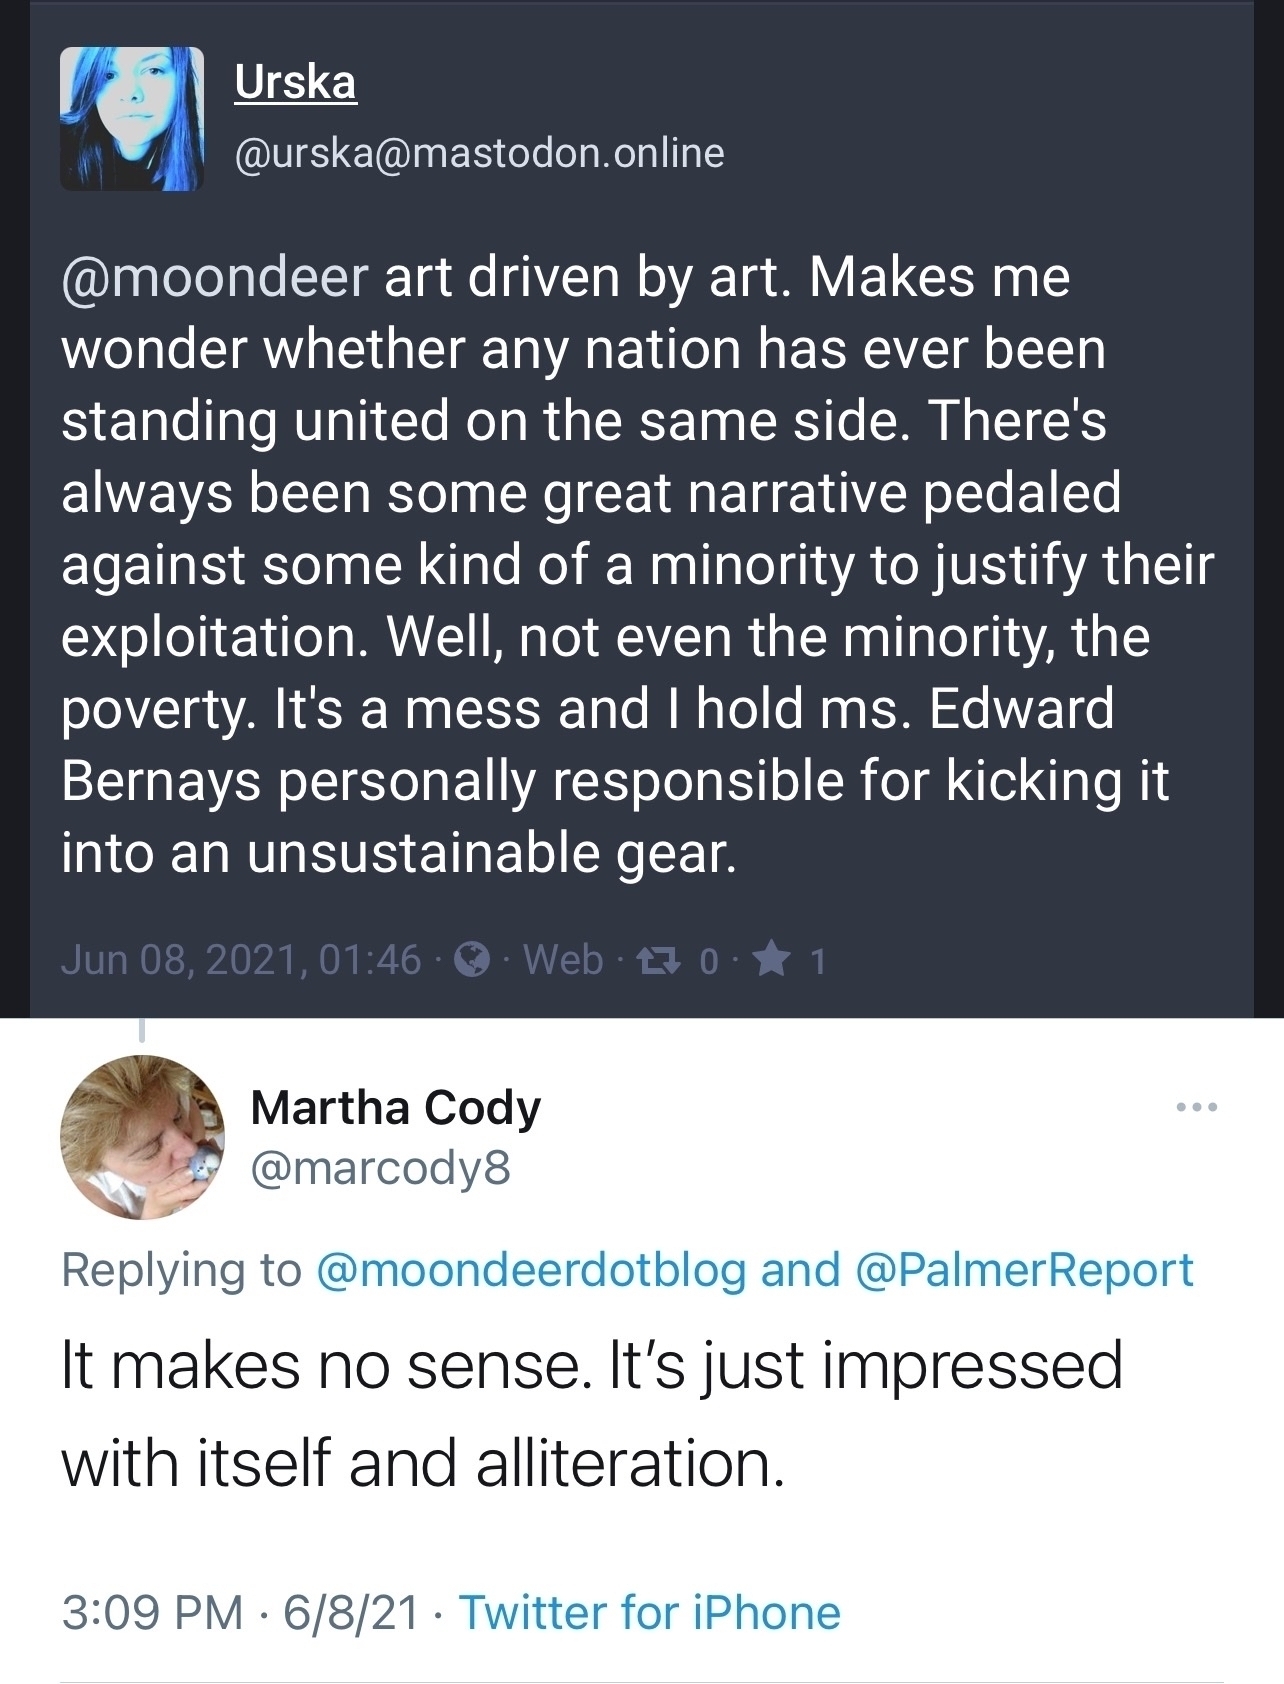 Urska
@urska@mastodon.online
@moondeer art driven by art. Makes me
wonder whether any nation has ever been
standing united on the same side. There's
always been some great narrative pedaled
against some kind of a minority to justify their
exploitation. Well, not even the minority, the
poverty. It's a mess and I hold ms. Edward
Bernays personally responsible for kicking it
into an unsustainable gear.
Jun 08, 2021, 01:46 · · Web · 0 · 1
Martha Cody
@marcody8
Replying to @moondeerdotblog and @PalmerReport
It makes no sense. It’s just impressed
with itself and alliteration.
3:09 PM · 6/8/21 · Twitter for iPhone